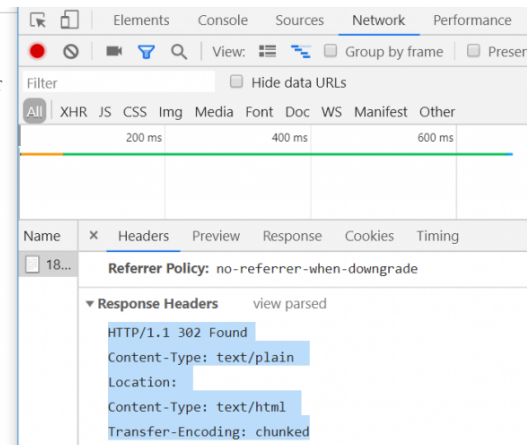 Elements Console Sources Network Performance
View: Group by frame Preser
Filter Hide data URLs
All XHR JS CSS Img Media Font Doc WS Manifest Other
200 ms 400 ms 600 ms
Name × Headers Preview Response Cookies Timing
18... Referrer Policy: no-referrer-when-downgrade
▼ Response Headers view parsed
HTTP/1.1 302 Found
Content-Type: text/plain
Location:
Content-Type: text/html
Transfer-Encoding: chunked